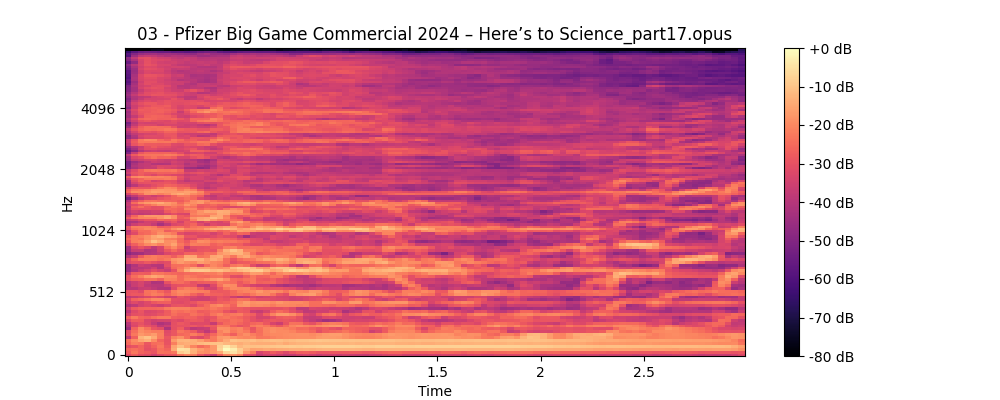 03 - Pfizer Big Game Commercial 2024 – Here’s to Science_part17.opus
4096
2048
1024
512
0
Hz
0
0.5
1
1.5
2
2.5
Time
+0 dB
-10 dB
-20 dB
-30 dB
-40 dB
-50 dB
-60 dB
-70 dB
-80 dB